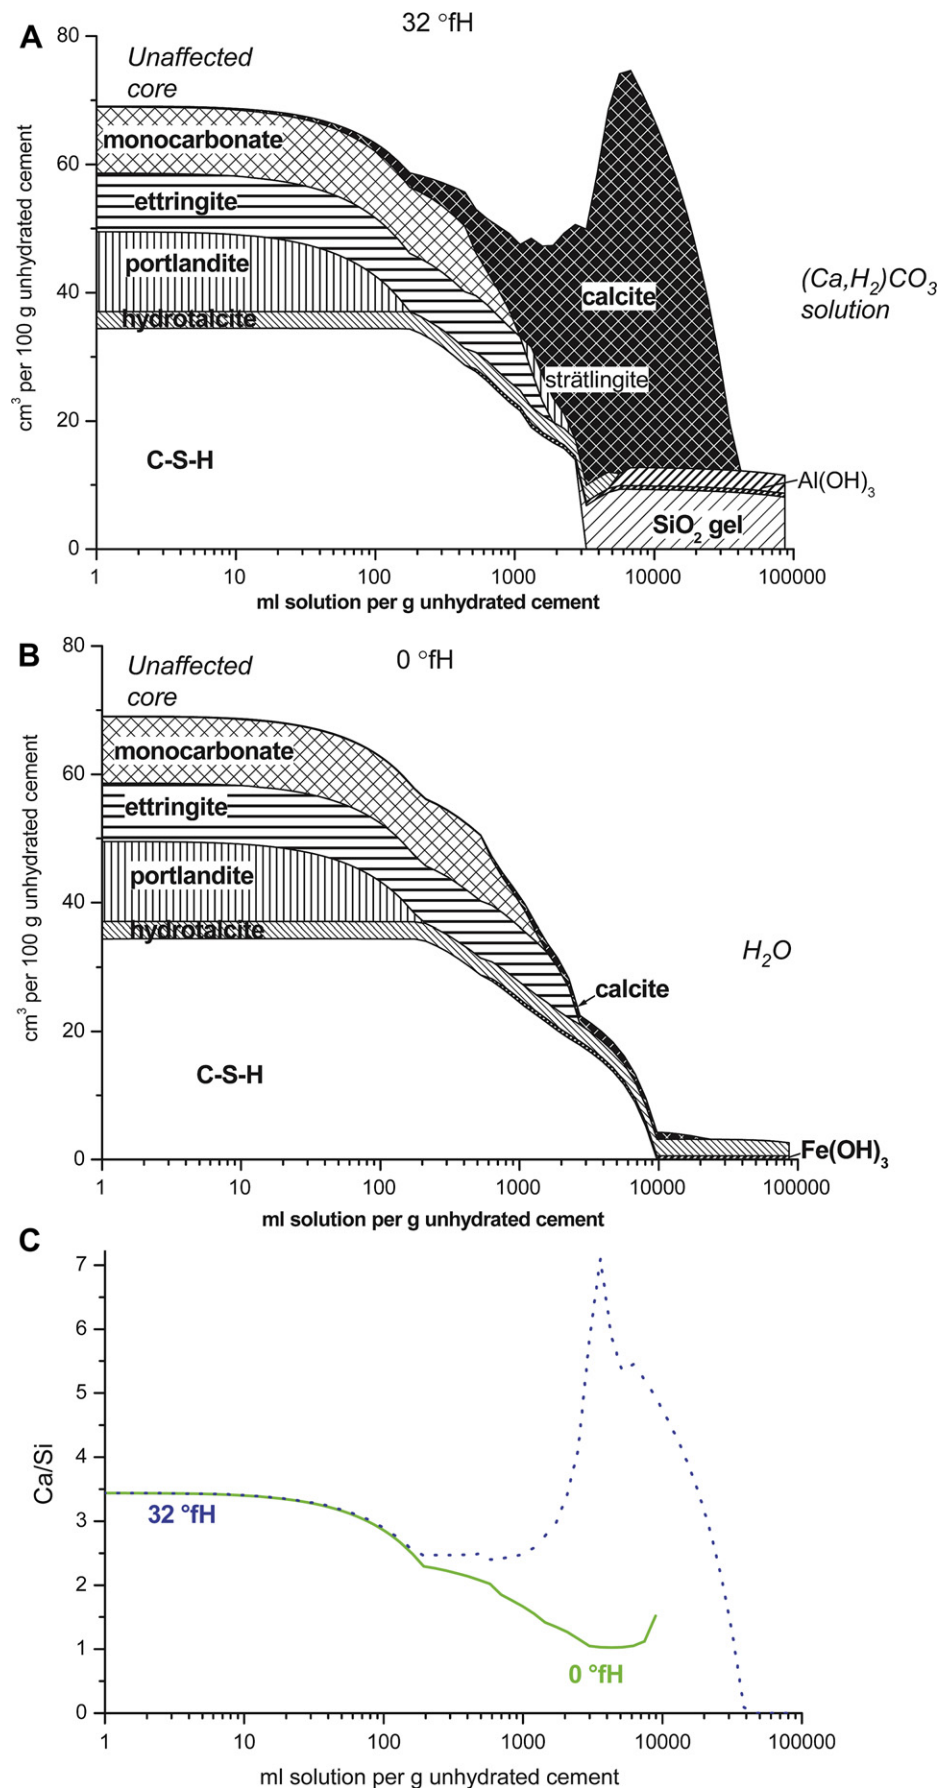 A
32 °fH
80
Unaffected
core
monocarbonate
60
ettringite
portlandite
(Ca,H2)CO3
solution
40
calcite
hydrotalcite
cm3 per 100 g unhydrated cement
strätlingite
20
C-S-H
Al(OH)3
SiO2 gel
0
1 10 100 1000 10000 100000
ml solution per g unhydrated cement
B
0 °fH
80
Unaffected
core
monocarbonate
60
ettringite
portlandite
40
hydrotalcite
H2O
cm3 per 100 g unhydrated cement
calcite
20
C-S-H
Fe(OH)3
0
1 10 100 1000 10000 100000
ml solution per g unhydrated cement
C
7
6
5
4
Ca/Si
3
32 °fH
2
1
0 °fH
0
1 10 100 1000 10000 100000
ml solution per g unhydrated cement